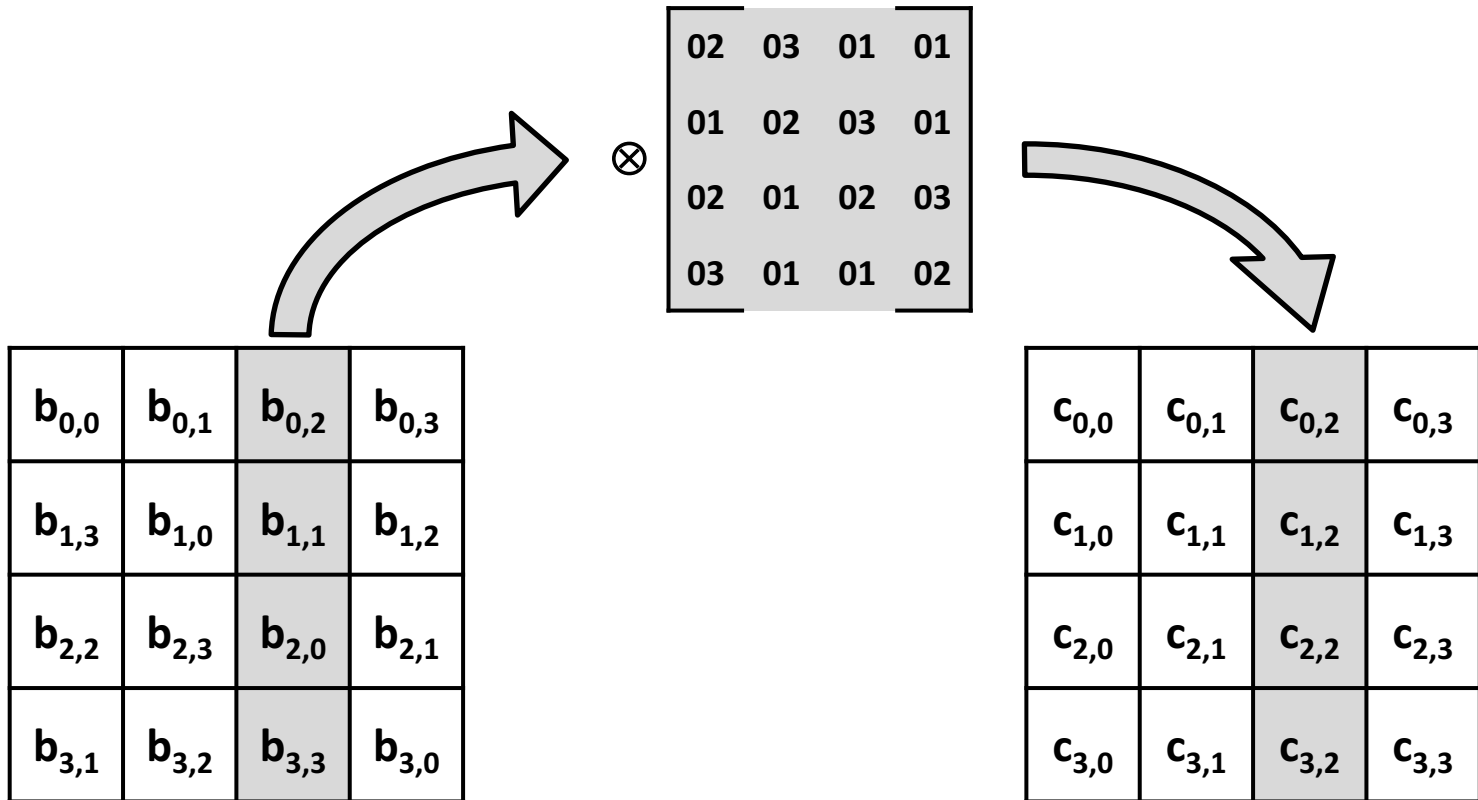 02 03 01 01
⊗ 01 02 03 01
02 01 02 03
03 01 01 02
b0,0 b0,1 b0,2 b0,3
b1,3 b1,0 b1,1 b1,2
b2,2 b2,3 b2,0 b2,1
b3,1 b3,2 b3,3 b3,0
c0,0 c0,1 c0,2 c0,3
c1,0 c1,1 c1,2 c1,3
c2,0 c2,1 c2,2 c2,3
c3,0 c3,1 c3,2 c3,3